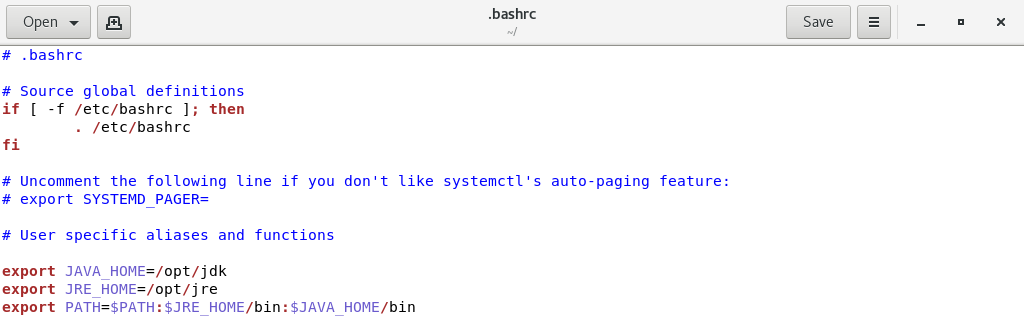 Open
.bashrc
~/
Save
# .bashrc
# Source global definitions
if [ -f /etc/bashrc ]; then
        . /etc/bashrc
fi
# Uncomment the following line if you don't like systemctl's auto-paging feature:
# export SYSTEMD_PAGER=
# User specific aliases and functions
export JAVA_HOME=/opt/jdk
export JRE_HOME=/opt/jre
export PATH=$PATH:$JRE_HOME/bin:$JAVA_HOME/bin